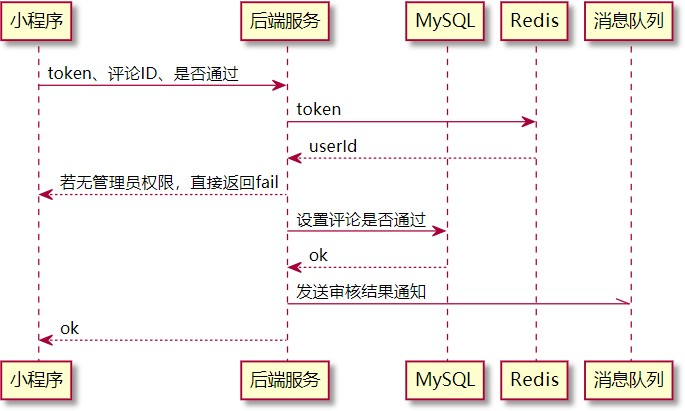 小程序
后端服务
MySQL
Redis
消息队列
token、评论ID、是否通过
token
userId
若无管理员权限，直接返回fail
设置评论是否通过
ok
发送审核结果通知
ok
小程序
后端服务
MySQL
Redis
消息队列